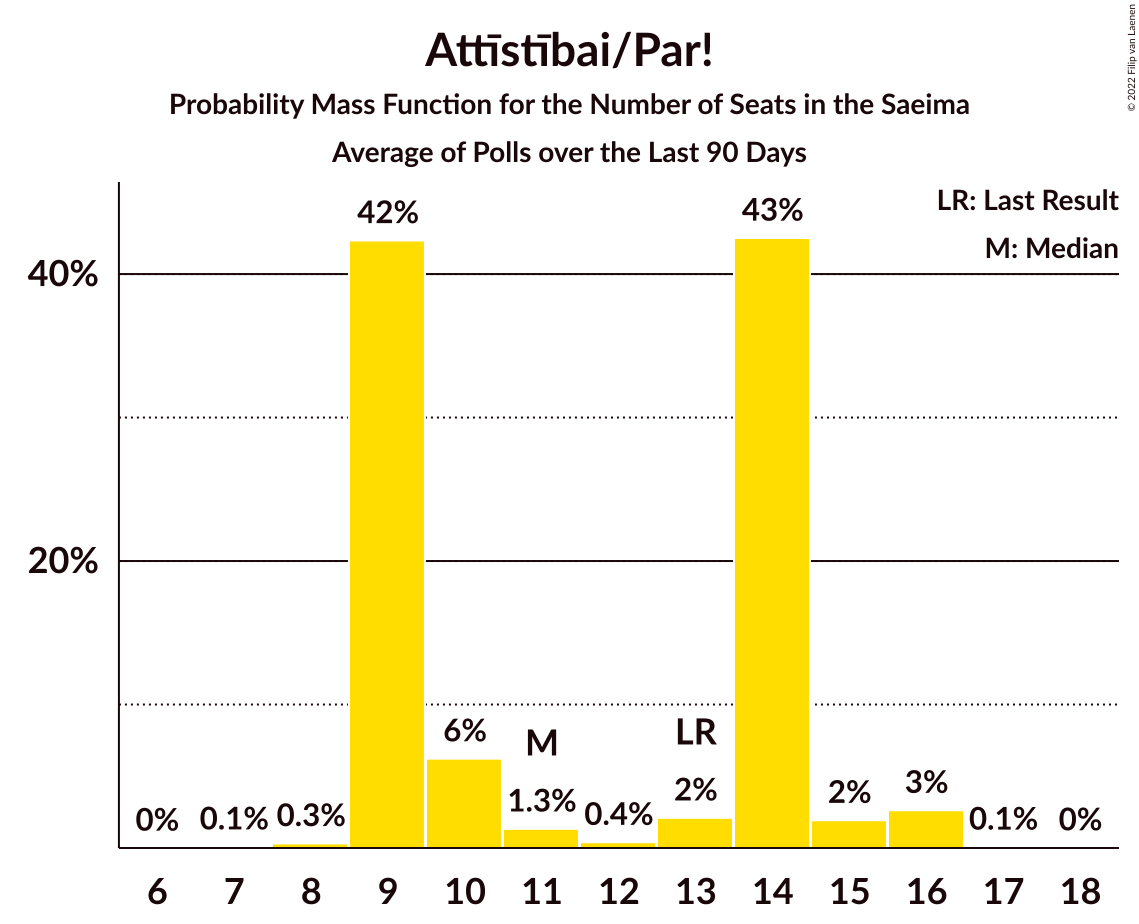 Attīstībai/Par!
Probability Mass Function for the Number of Seats in the Saeima
Average of Polls over the Last 90 Days
© 2022 Filip van Laenen
LR: Last Result
M: Median
40%
20%
0% 0.1% 0.3% 42% 6% 1.3% 0.4% 2% 43% 2% 3% 0.1% 0%
M LR
6 7 8 9 10 11 12 13 14 15 16 17 18